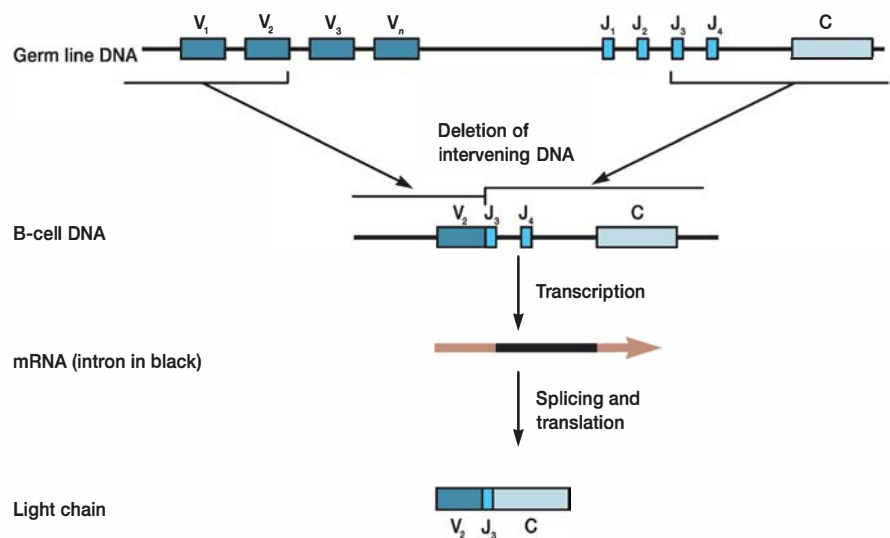 V₁ V₂ V₃ Vₙ J₁ J₂ J₃ J₄ C
Germ line DNA
Deletion of
intervening DNA
V₂ J₃ J₄ C
B-cell DNA
Transcription
mRNA (intron in black)
Splicing and
translation
Light chain
V₂ J₃ C